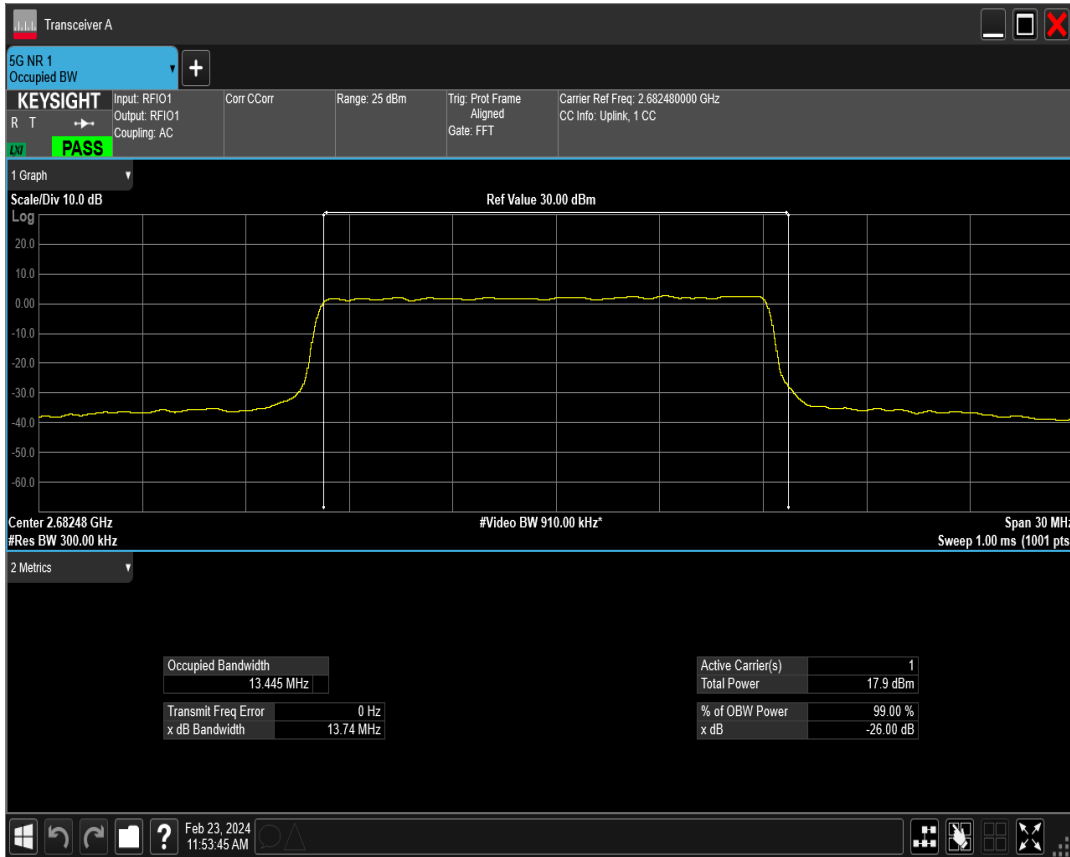 Transceiver A
5G NR 1
Occupied BW
KEYSIGHT
R T
LXI
PASS
Input: RFIO1
Output: RFIO1
Coupling: AC
Corr CCorr
Range: 25 dBm
Trig: Prot Frame
Aligned
Gate: FFT
Carrier Ref Freq: 2.682480000 GHz
CC Info: Uplink, 1 CC
1 Graph
Scale/Div 10.0 dB
Ref Value 30.00 dBm
Log
20.0
10.0
0.00
-10.0
-20.0
-30.0
-40.0
-50.0
-60.0
Center 2.68248 GHz
#Video BW 910.00 kHz*
Span 30 MHz
#Res BW 300.00 kHz
Sweep 1.00 ms (1001 pts
2 Metrics
Occupied Bandwidth
13.445 MHz
Transmit Freq Error 0 Hz
x dB Bandwidth 13.74 MHz
Active Carrier(s) 1
Total Power 17.9 dBm
% of OBW Power 99.00 %
x dB -26.00 dB
?
Feb 23, 2024
11:53:45 AM